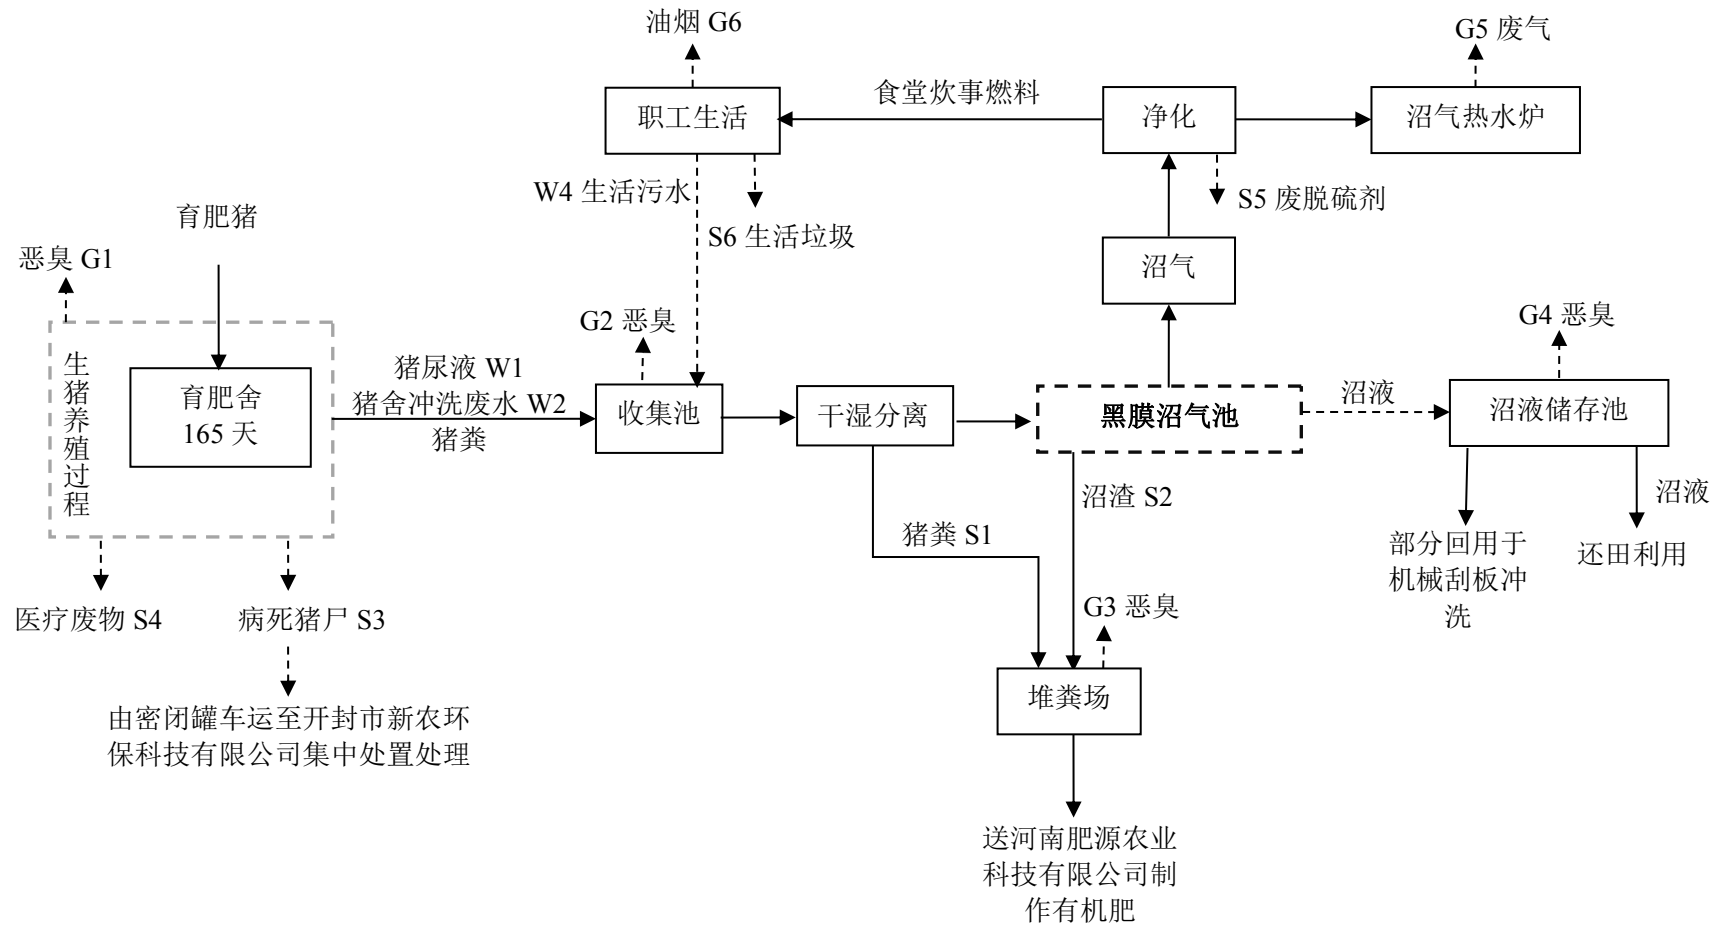 油烟 G6
G5 废气
食堂炊事燃料
职工生活
净化
沼气热水炉
W4 生活污水
S5 废脱硫剂
育肥猪
S6 生活垃圾
恶臭 G1
沼气
G2 恶臭
G4 恶臭
生猪养殖过程
育肥舍
165 天
猪尿液 W1
猪舍冲洗废水 W2
猪粪
收集池
干湿分离
黑膜沼气池
沼液
沼液储存池
沼渣 S2
沼液
猪粪 S1
部分回用于
机械刮板冲
洗
还田利用
医疗废物 S4
病死猪尸 S3
G3 恶臭
堆粪场
由密闭罐车运至开封市新农环
保科技有限公司集中处置处理
送河南肥源农业
科技有限公司制
作有机肥